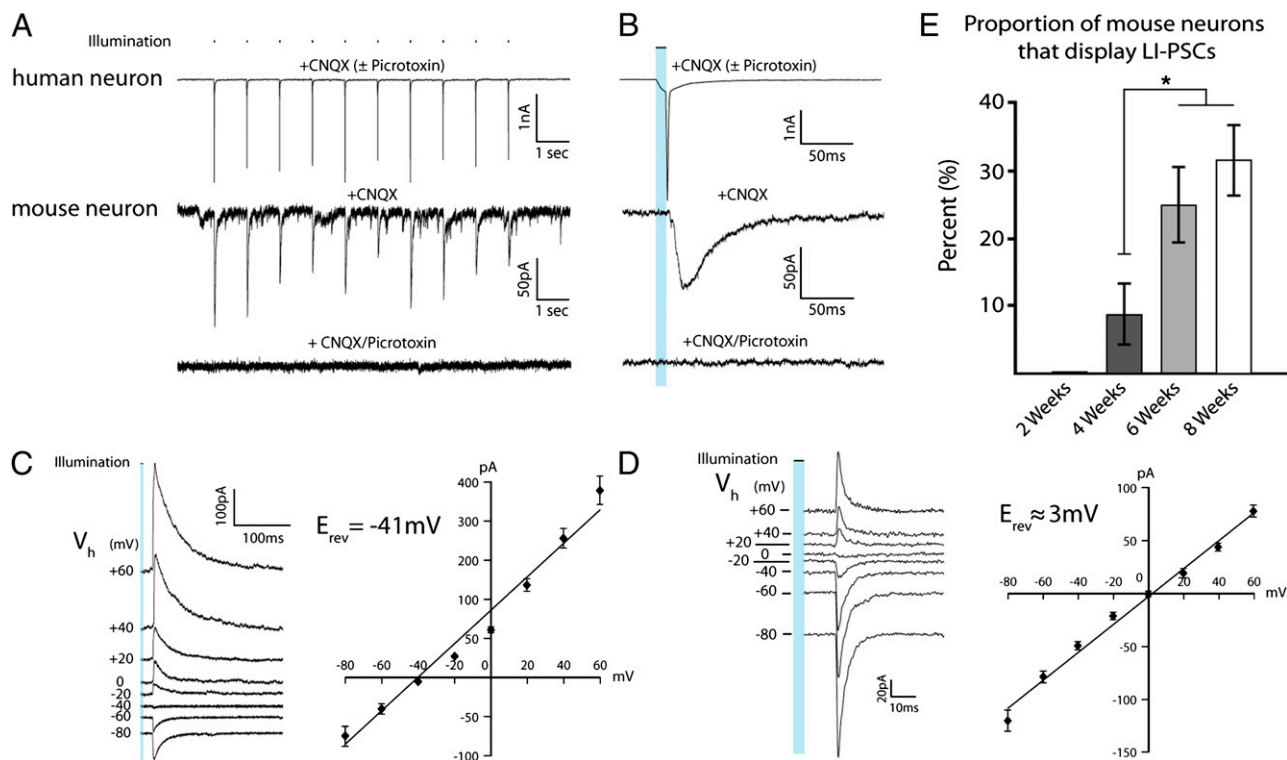 A
Illumination
human neuron
+CNQX (± Picrotoxin)
1nA
1 sec
mouse neuron
+CNQX
50pA
1 sec
+ CNQX/Picrotoxin
B
+CNQX (± Picrotoxin)
1nA
50ms
+CNQX
50pA
50ms
+CNQX/Picrotoxin
E
Proportion of mouse neurons
that display LI-PSCs
*
Percent (%)
40
30
20
10
2 Weeks
4 Weeks
6 Weeks
8 Weeks
C
Illumination
100pA
100ms
Vh (mV)
+60
+40
+20
0
-20
-40
-60
-80
Erev = -41mV
pA
400
300
200
100
50
-50
-100
-80 -60 -40 -20 0 20 40 60
mV
D
Illumination
Vh (mV)
+60
+40
+20
0
-20
-40
-60
-80
20pA
10ms
Erev ≈ 3mV
pA
100
50
0
-50
-100
-150
-80 -60 -40 -20 20 40 60
mV